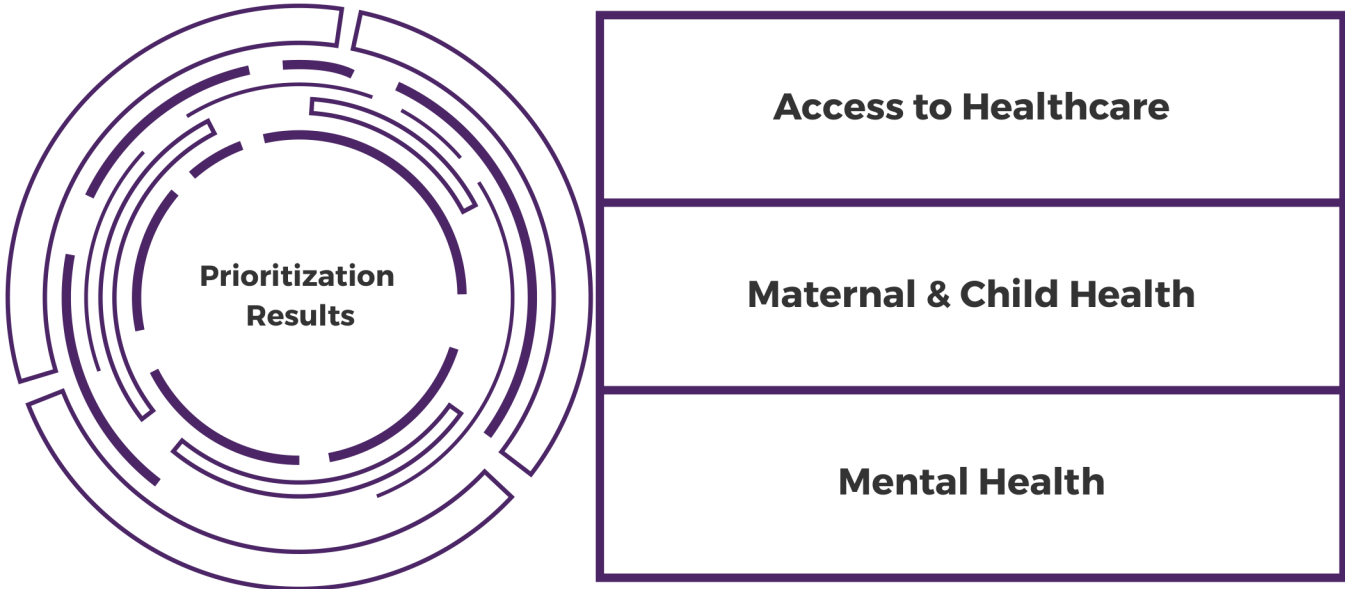 Prioritization
Results
Access to Healthcare
Maternal & Child Health
Mental Health